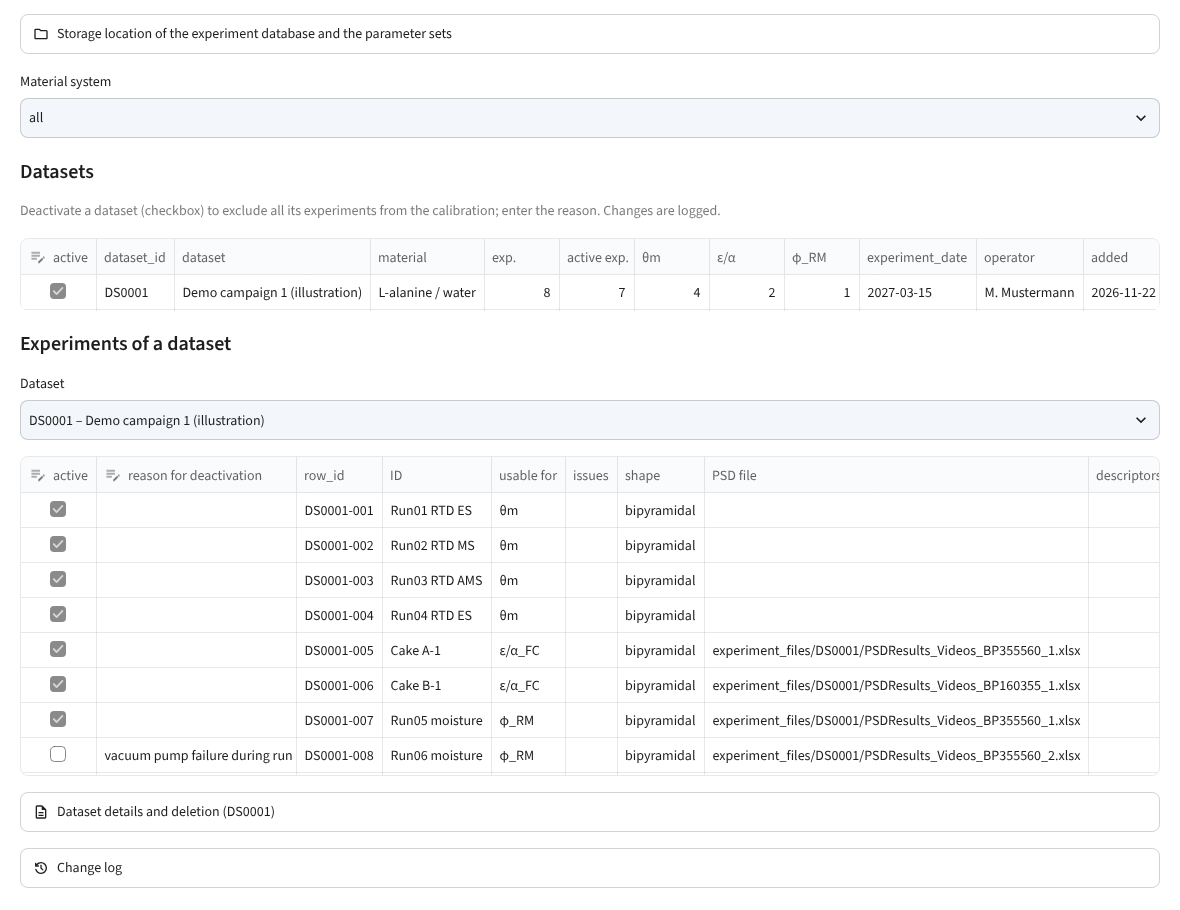 Storage location of the experiment database and the parameter sets
Material system
all
Datasets
Deactivate a dataset (checkbox) to exclude all its experiments from the calibration; enter the reason. Changes are logged.
active dataset_id dataset material exp. active exp. θm ε/α ϕ_RM experiment_date operator added
DS0001 Demo campaign 1 (illustration) L-alanine / water 8 7 4 2 1 2027-03-15 M. Mustermann 2026-11-22
Experiments of a dataset
Dataset
DS0001 – Demo campaign 1 (illustration)
active reason for deactivation row_id ID usable for issues shape PSD file descriptors
DS0001-001 Run01 RTD ES θm bipyramidal
DS0001-002 Run02 RTD MS θm bipyramidal
DS0001-003 Run03 RTD AMS θm bipyramidal
DS0001-004 Run04 RTD ES θm bipyramidal
DS0001-005 Cake A-1 ε/α_FC bipyramidal experiment_files/DS0001/PSDResults_Videos_BP355560_1.xlsx
DS0001-006 Cake B-1 ε/α_FC bipyramidal experiment_files/DS0001/PSDResults_Videos_BP160355_1.xlsx
DS0001-007 Run05 moisture ϕ_RM bipyramidal experiment_files/DS0001/PSDResults_Videos_BP355560_1.xlsx
vacuum pump failure during run DS0001-008 Run06 moisture ϕ_RM bipyramidal experiment_files/DS0001/PSDResults_Videos_BP355560_2.xlsx
Dataset details and deletion (DS0001)
Change log